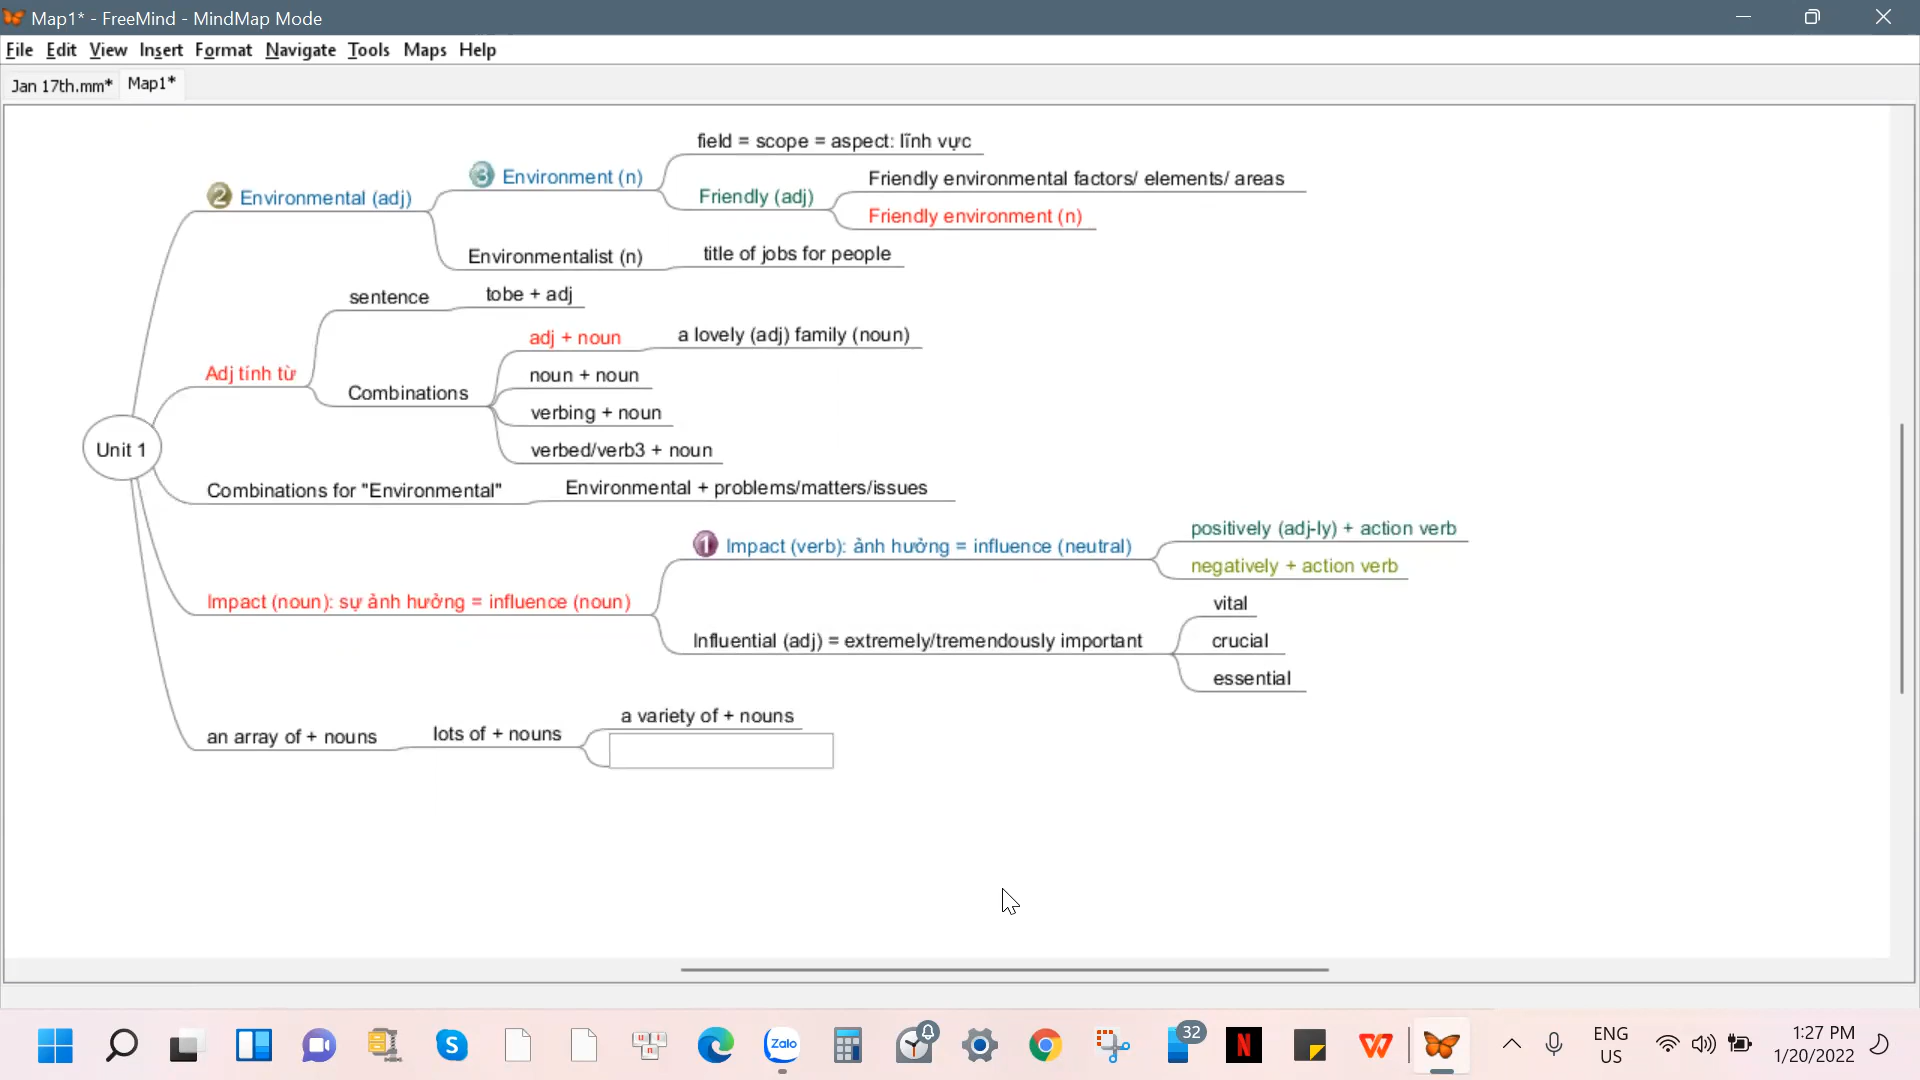 Map1* - FreeMind - MindMap Mode
File Edit View Insert Format Navigate Tools Maps Help
Jan 17th.mm* Map1*
field = scope = aspect: lĩnh vực
3 Environment (n)
Friendly environmental factors/ elements/ areas
2 Environmental (adj)
Friendly (adj)
Friendly environment (n)
Environmentalist (n)
title of jobs for people
sentence
tobe + adj
adj + noun
a lovely (adj) family (noun)
Adj tính từ
noun + noun
Combinations
verbing + noun
Unit 1
verbed/verb3 + noun
Combinations for "Environmental"
Environmental + problems/matters/issues
positively (adj-ly) + action verb
1 Impact (verb): ảnh hưởng = influence (neutral)
negatively + action verb
Impact (noun): sự ảnh hưởng = influence (noun)
vital
Influential (adj) = extremely/tremendously important
crucial
essential
a variety of + nouns
an array of + nouns
lots of + nouns
Zalo
32
N
ENG
US
1:27 PM
1/20/2022